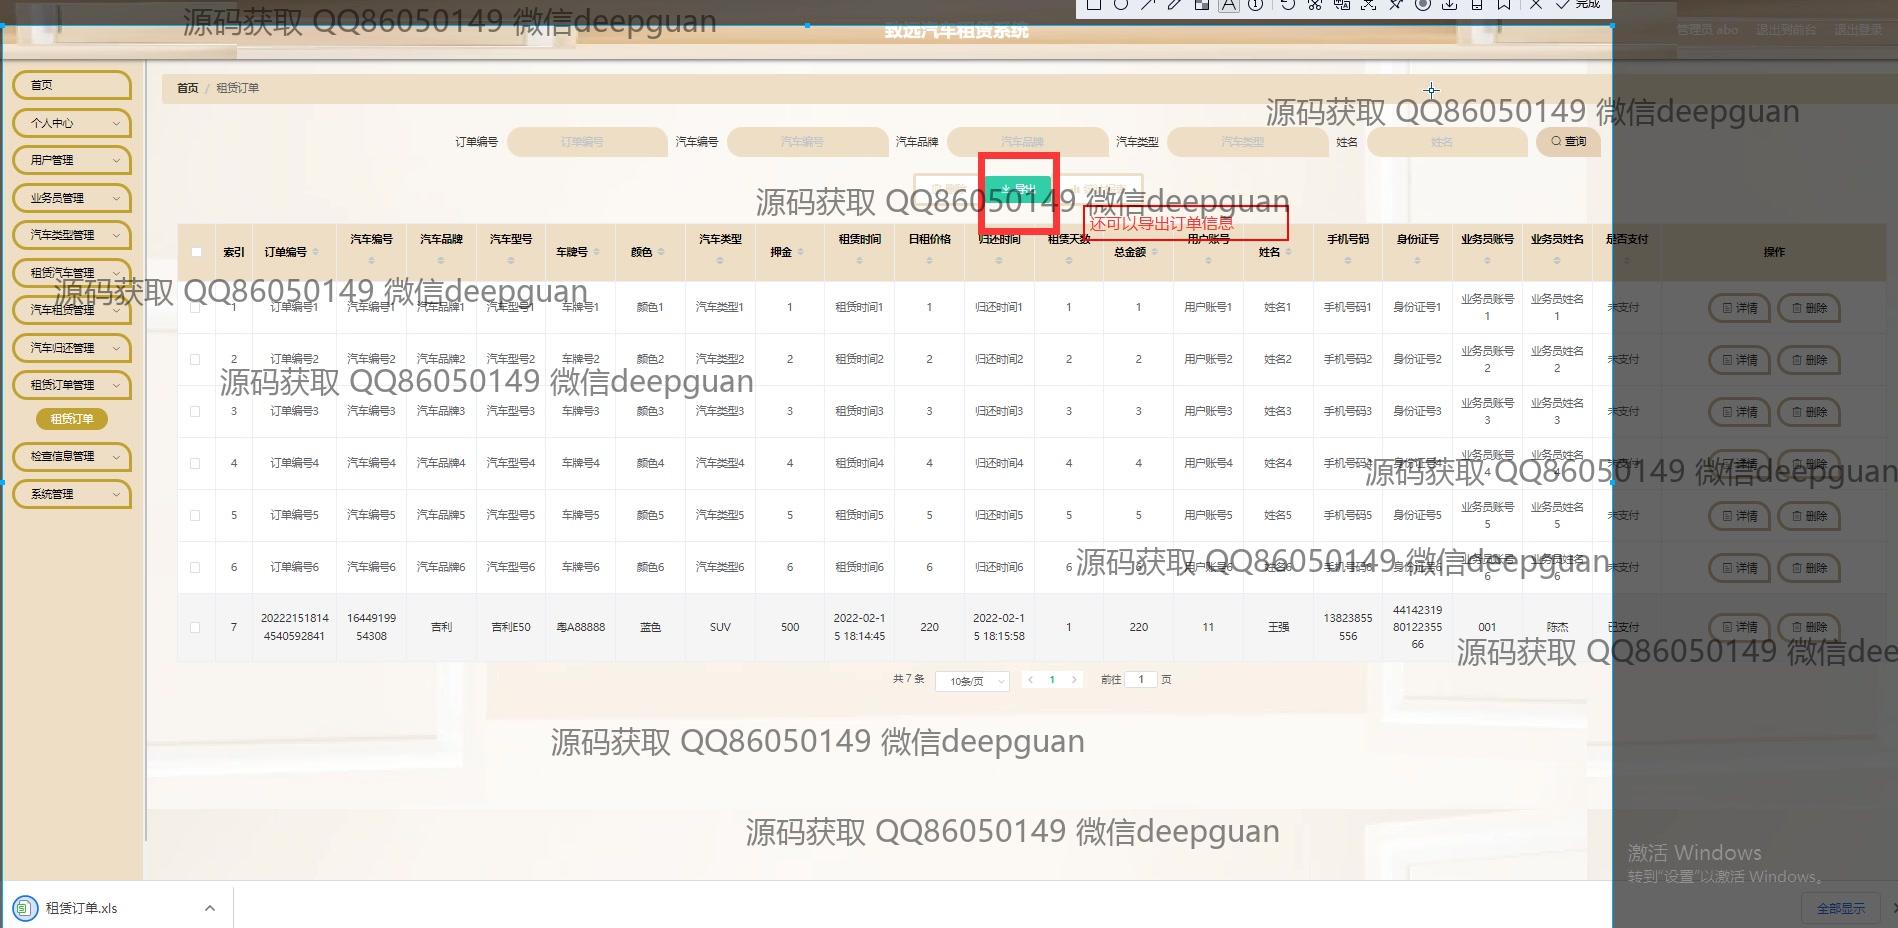 完成
源码获取 QQ86050149 微信deepguan
致远汽车租赁系统
管理员 abo 退出到前台 退出登录
首页
个人中心
用户管理
业务员管理
汽车类型管理
租赁汽车管理
汽车租赁管理
汽车归还管理
租赁订单管理
租赁订单
检查信息管理
系统管理
首页 / 租赁订单
源码获取 QQ86050149 微信deepguan
订单编号 订单编号 汽车编号 汽车编号 汽车品牌 汽车品牌 汽车类型 汽车类型 姓名 姓名 查询
导出
源码获取 QQ86050149 微信deepguan
还可以导出订单信息
索引 订单编号 汽车编号 汽车品牌 汽车型号 车牌号 颜色 汽车类型 押金 租赁时间 日租价格 归还时间 租赁天数 总金额 用户账号 姓名 手机号码 身份证号 业务员账号 业务员姓名 是否支付 操作
源码获取 QQ86050149 微信deepguan
1 订单编号1 汽车编号1 汽车品牌1 汽车型号1 车牌号1 颜色1 汽车类型1 1 租赁时间1 1 归还时间1 1 1 用户账号1 姓名1 手机号码1 身份证号1 业务员账号1 业务员姓名1 未支付 详情 删除
2 订单编号2 汽车编号2 汽车品牌2 汽车型号2 车牌号2 颜色2 汽车类型2 2 租赁时间2 2 归还时间2 2 2 用户账号2 姓名2 手机号码2 身份证号2 业务员账号2 业务员姓名2 未支付 详情 删除
源码获取 QQ86050149 微信deepguan
3 订单编号3 汽车编号3 汽车品牌3 汽车型号3 车牌号3 颜色3 汽车类型3 3 租赁时间3 3 归还时间3 3 3 用户账号3 姓名3 手机号码3 身份证号3 业务员账号3 业务员姓名3 未支付 详情 删除
4 订单编号4 汽车编号4 汽车品牌4 汽车型号4 车牌号4 颜色4 汽车类型4 4 租赁时间4 4 归还时间4 4 4 用户账号4 姓名4 手机号码4 身份证号4 业务员账号4 业务员姓名4 未支付 详情 删除
源码获取 QQ86050149 微信deepguan
5 订单编号5 汽车编号5 汽车品牌5 汽车型号5 车牌号5 颜色5 汽车类型5 5 租赁时间5 5 归还时间5 5 5 用户账号5 姓名5 手机号码5 身份证号5 业务员账号5 业务员姓名5 未支付 详情 删除
6 订单编号6 汽车编号6 汽车品牌6 汽车型号6 车牌号6 颜色6 汽车类型6 6 租赁时间6 6 归还时间6 6 6 用户账号6 姓名6 手机号码6 身份证号6 业务员账号6 业务员姓名6 未支付 详情 删除
源码获取 QQ86050149 微信deepguan
7 202221518144540592841 1644919954308 吉利 吉利E50 粤A88888 蓝色 SUV 500 2022-02-15 18:14:45 220 2022-02-15 18:15:58 1 220 11 王强 13823855556 441423198012235566 001 陈杰 已支付 详情 删除
源码获取 QQ86050149 微信deepguan
共 7 条 10条/页 1 前往 1 页
源码获取 QQ86050149 微信deepguan
源码获取 QQ86050149 微信deepguan
激活 Windows
转到"设置"以激活 Windows。
租赁订单.xls
全部显示